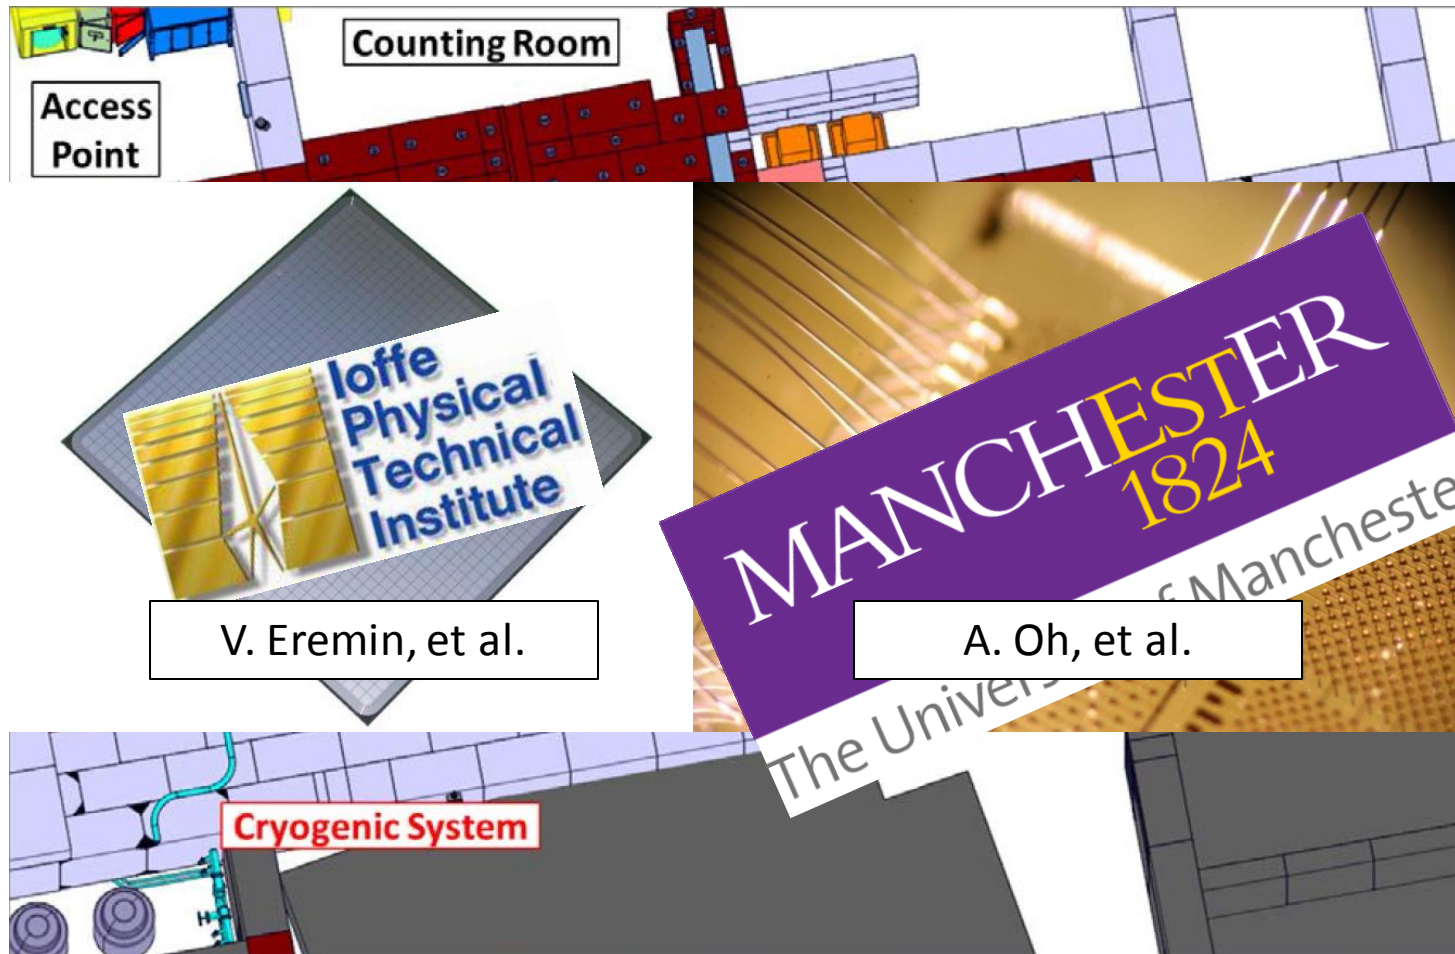 Counting Room
Access
Point
Ioffe
Physical
Technical
Institute
MANCHESTER
1824
The Univers f Mancheste
V. Eremin, et al.
A. Oh, et al.
Cryogenic System